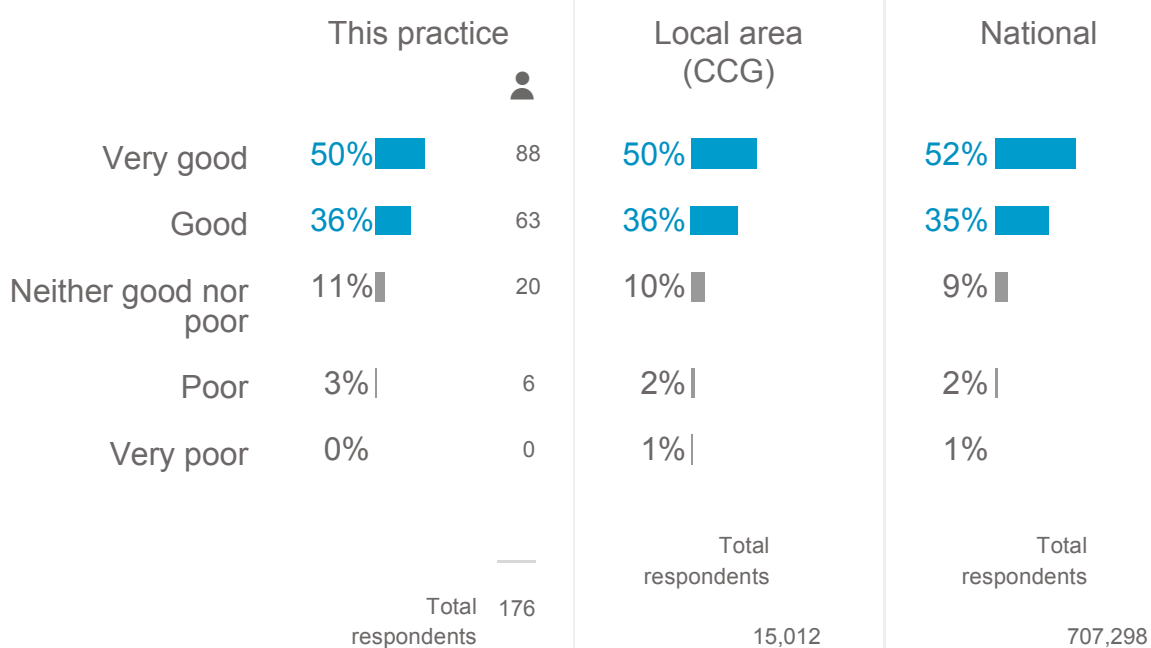 This practice
Local area
(CCG)
National
Very good 50% 88 50% 52%
Good 36% 63 36% 35%
Neither good nor
poor
11% 20 10% 9%
Poor 3% 6 2% 2%
Very poor 0% 0 1% 1%
Total
respondents
176
Total
respondents
15,012
Total
respondents
707,298